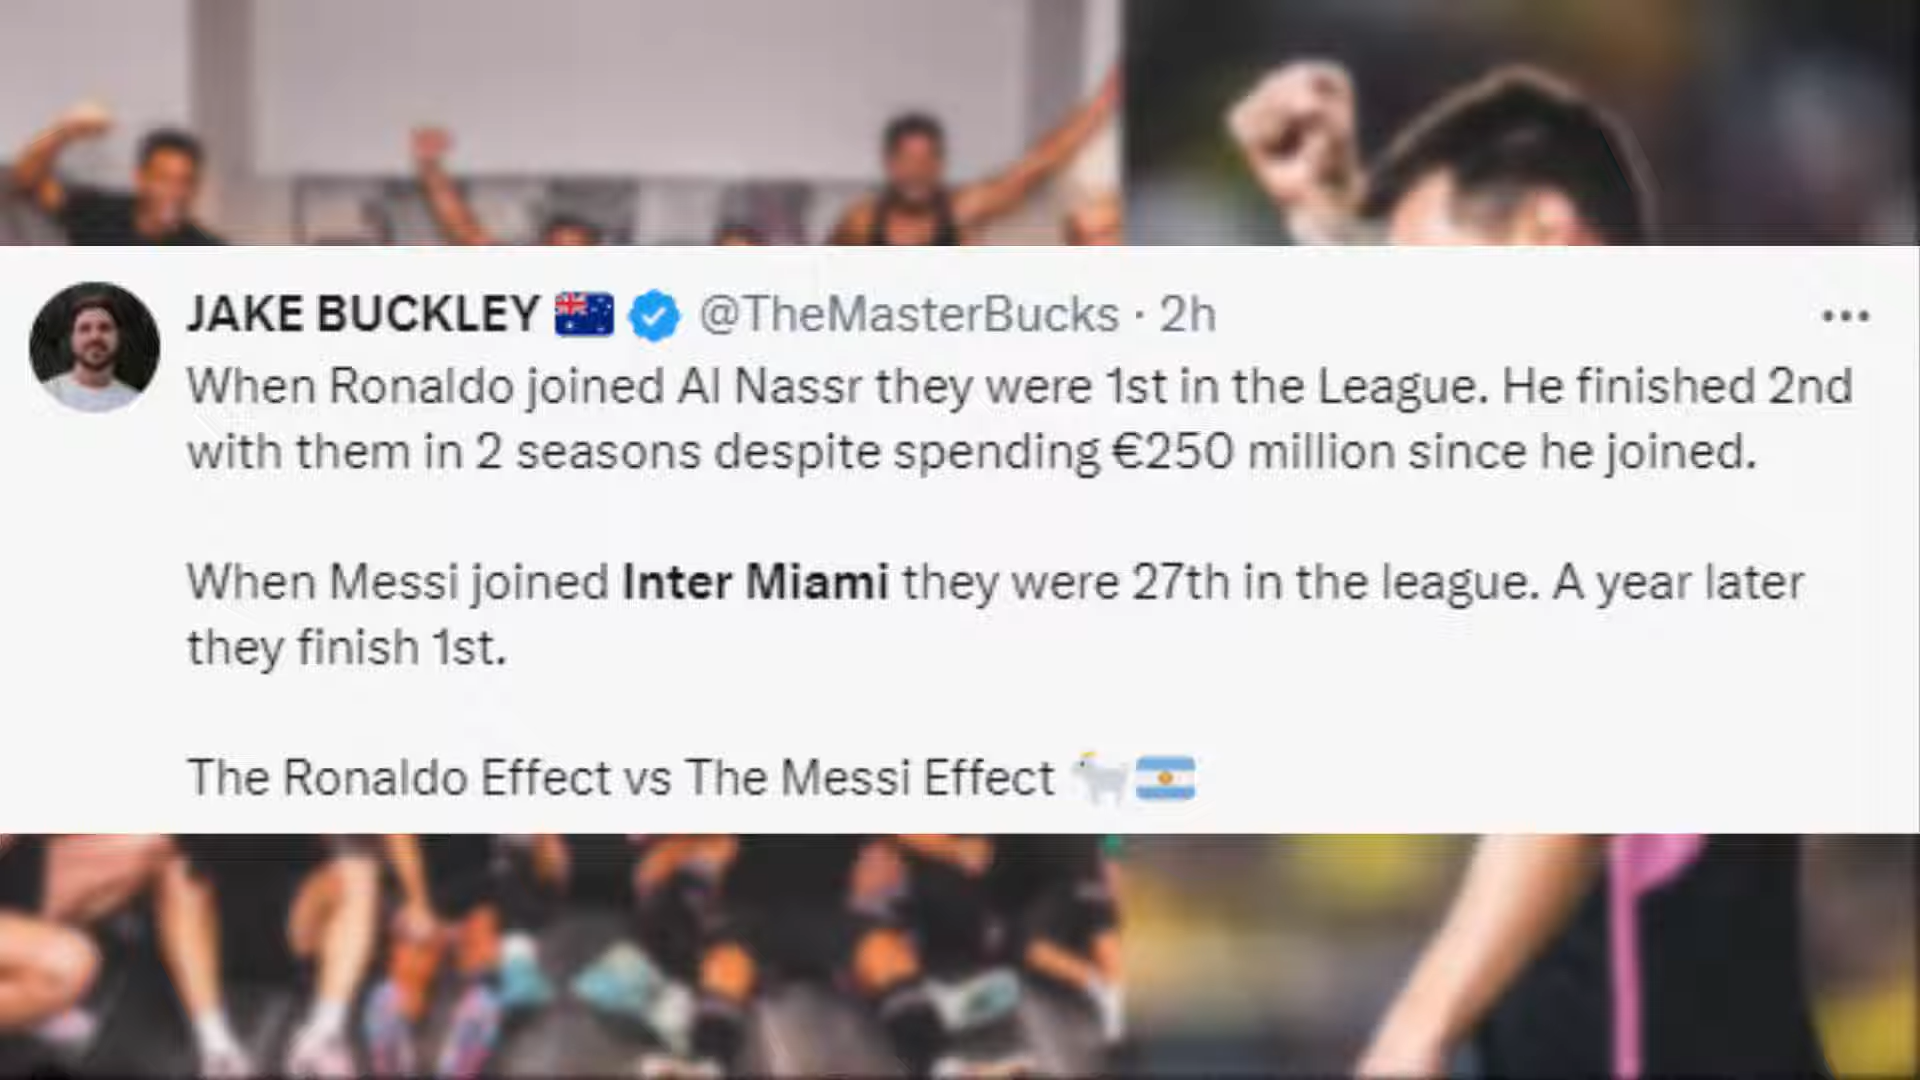 JAKE BUCKLEY 🇦🇺 @TheMasterBucks · 2h
When Ronaldo joined Al Nassr they were 1st in the League. He finished 2nd
with them in 2 seasons despite spending €250 million since he joined.
When Messi joined Inter Miami they were 27th in the league. A year later
they finish 1st.
The Ronaldo Effect vs The Messi Effect 🐐🇦🇷